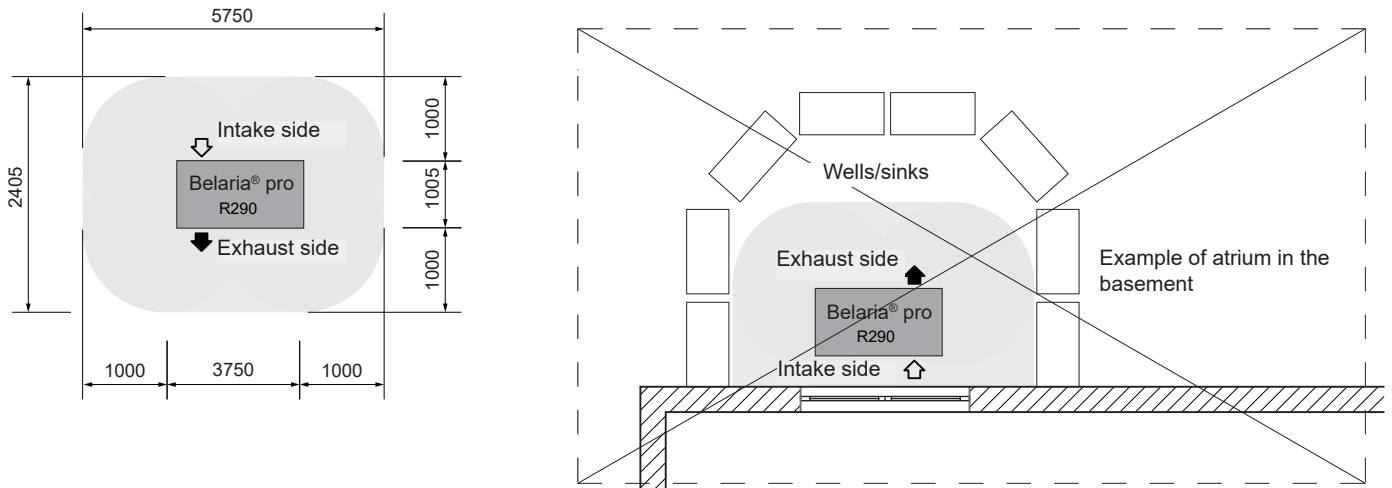 5750
2405
Intake side
Belaria® pro
R290
Exhaust side
1000
1005
1000
1000
3750
1000
Wells/sinks
Exhaust side
Belaria® pro
R290
Intake side
Example of atrium in the
basement